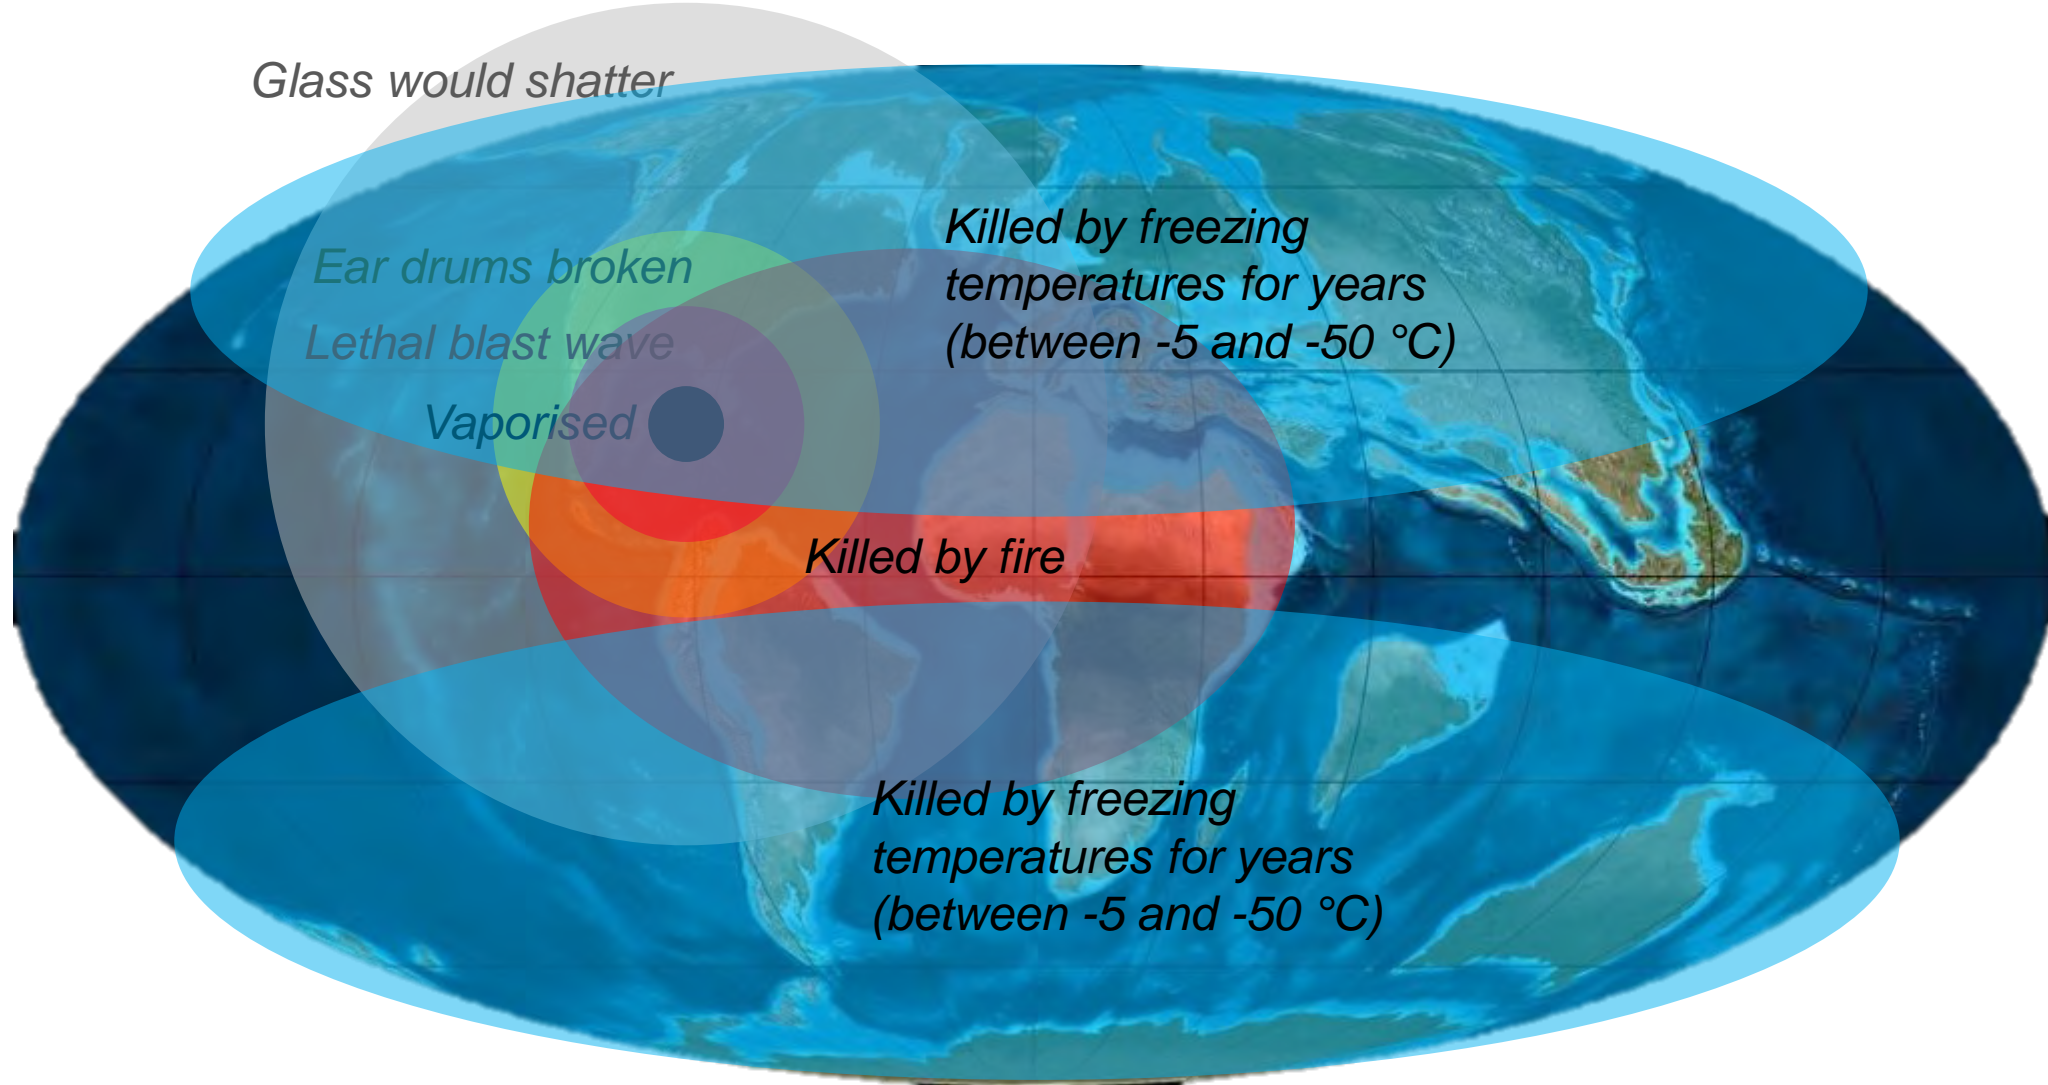 Glass would shatter
Ear drums broken
Lethal blast wave
Vaporised
Killed by freezing
temperatures for years
(between -5 and -50 °C)
Killed by fire
Killed by freezing
temperatures for years
(between -5 and -50 °C)